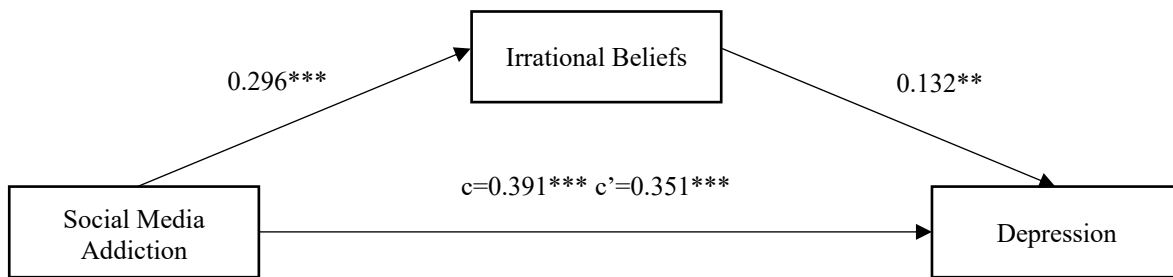 Irrational Beliefs
0.296***
0.132**
c=0.391*** c’=0.351***
Social Media
Addiction
Depression